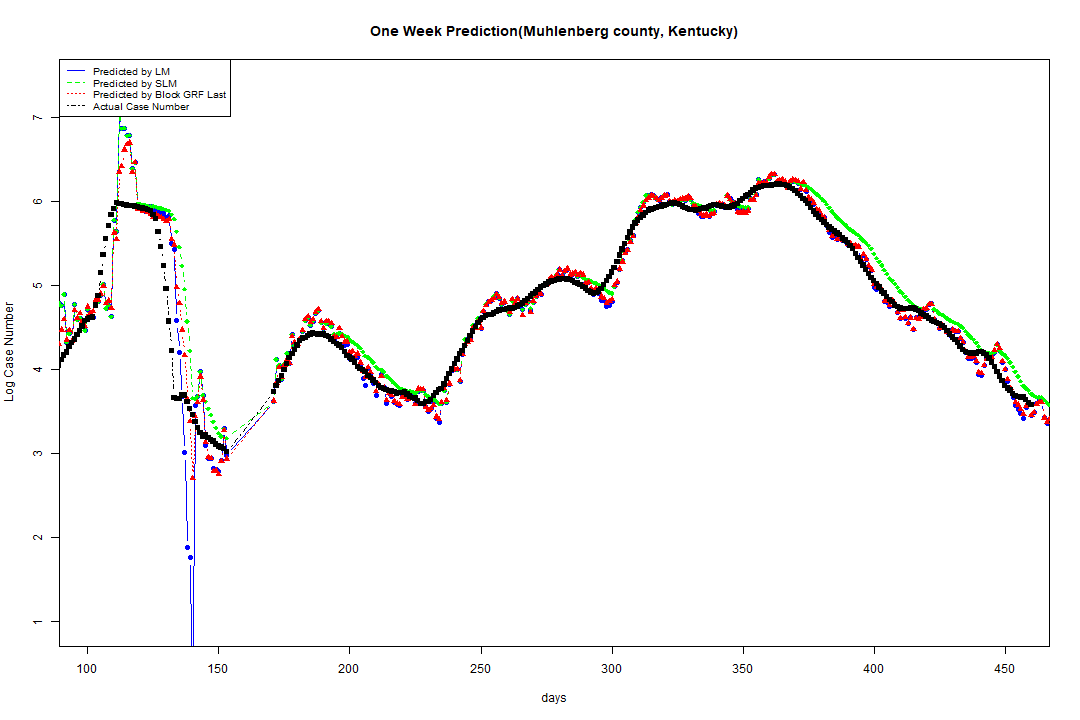 One Week Prediction(Muhlenberg county, Kentucky)
Predicted by LM
Predicted by SLM
Predicted by Block GRF Last
Actual Case Number
Log Case Number
7
6
5
4
3
2
1
100 150 200 250 300 350 400 450
days